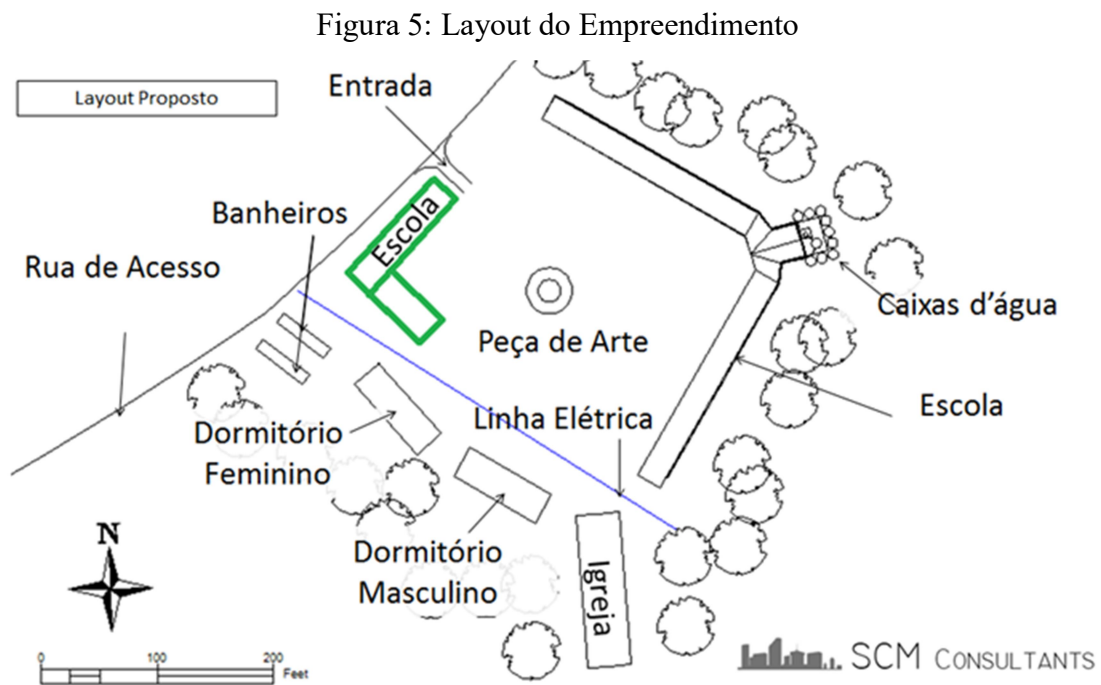 Figura 5: Layout do Empreendimento
Layout Proposto
Entrada
Banheiros
Escola
Rua de Acesso
Caixas d'água
Peça de Arte
Escola
Linha Elétrica
Dormitório
Feminino
Dormitório
Masculino
Igreja
N
0 100 200
Feet
SCM CONSULTANTS